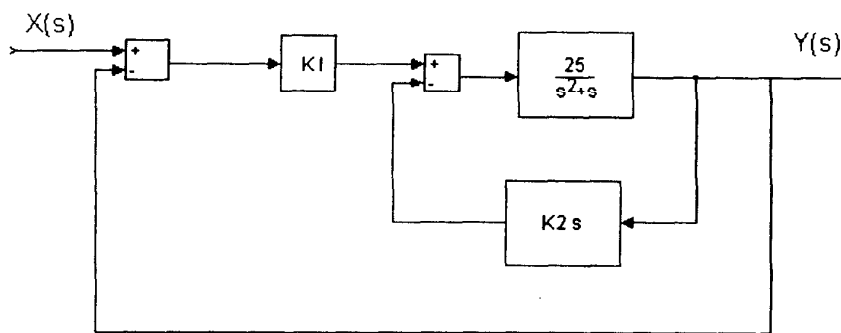 X(s)
Y(s)
+
-
K1
+
-
25
s²+s
K2 s